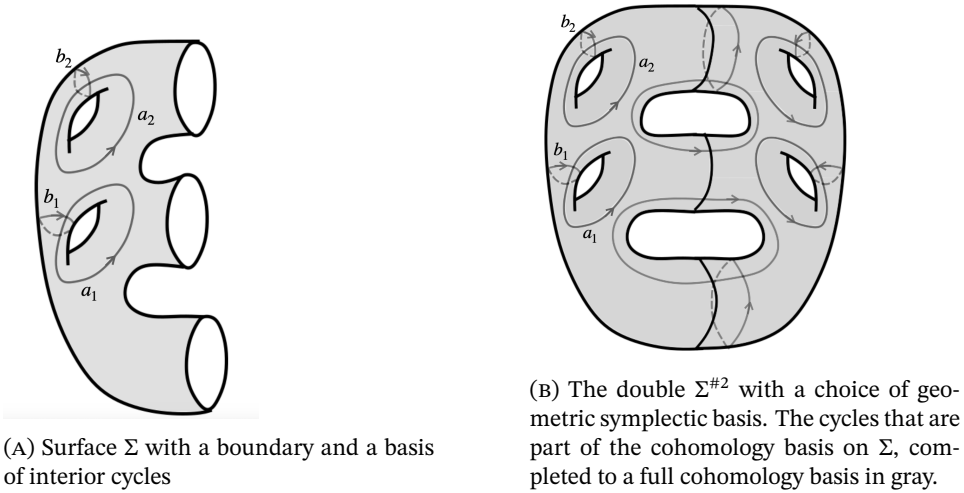 b₂
a₂
b₁
a₁
(A) Surface Σ with a boundary and a basis
of interior cycles
b₂
a₂
b₁
a₁
(B) The double Σ^{#2} with a choice of geo-
metric symplectic basis. The cycles that are
part of the cohomology basis on Σ, com-
pleted to a full cohomology basis in gray.